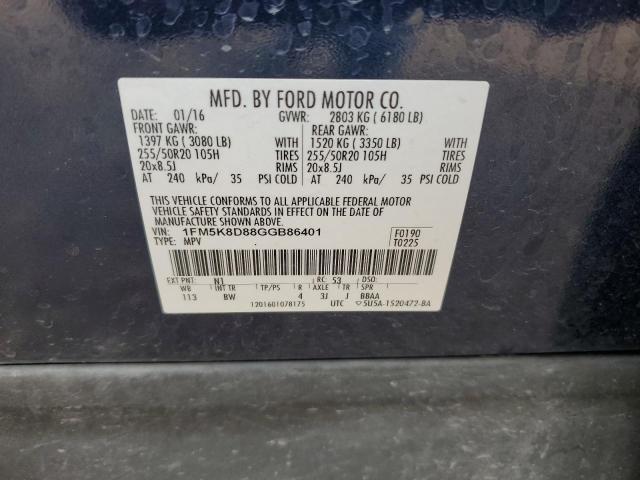 MFD. BY FORD MOTOR CO.
DATE: 01/16 GVWR: 2803 KG ( 6180 LB)
FRONT GAWR: REAR GAWR:
1397 KG ( 3080 LB) WITH 1520 KG ( 3350 LB) WITH
255/50R20 105H TIRES 255/50R20 105H TIRES
20x8.5J RIMS 20x8.5J RIMS
AT 240 kPa/ 35 PSI COLD AT 240 kPa/ 35 PSI COLD
THIS VEHICLE CONFORMS TO ALL APPLICABLE FEDERAL MOTOR
VEHICLE SAFETY STANDARDS IN EFFECT ON THE DATE OF
MANUFACTURE SHOWN ABOVE.
VIN: 1FM5K8D88GGB86401 F0190
TYPE: MPV T0225
EXT PNT: N1 RC: 53 DSO:
WB INT TR TP/PS R AXLE TR SPR
113 BW 4 3J J BBAA
1201601078175 UTC 5U5A-1520472-BA